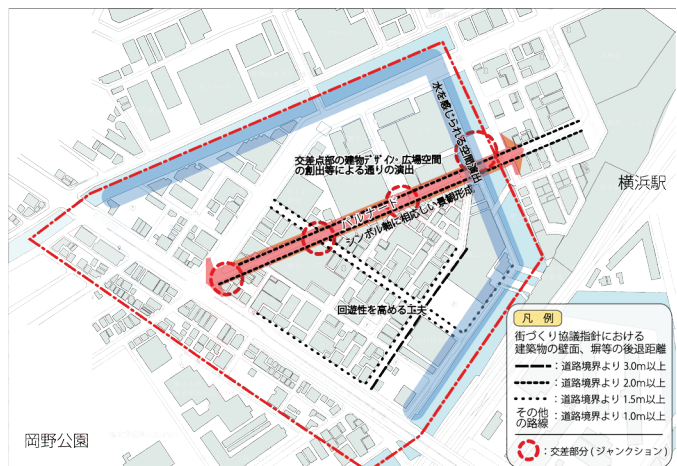 水を感じられる空間演出
交差点部の建物デザイン・広場空間
の創出等による通りの演出
横浜駅
パルナード
シンボル軸に相応しい景観形成
回遊性を高める工夫
岡野公園
凡 例
街づくり協議指針における
建築物の壁面、塀等の後退距離
：道路境界より 3.0m以上
：道路境界より 2.0m以上
：道路境界より 1.5m以上
その他
の路線
：道路境界より 1.0m以上
：交差部分(ジャンクション)